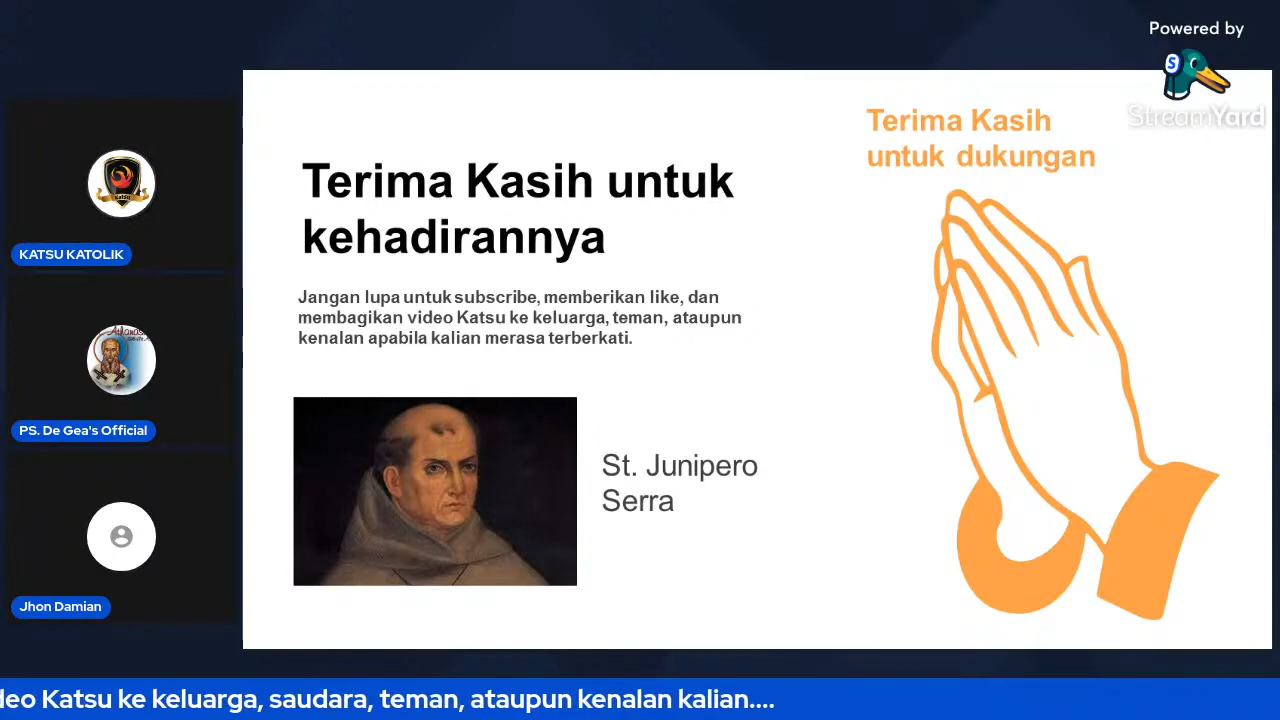 Powered by
S
StreamYard
Terima Kasih
untuk dukungan
Terima Kasih untuk
kehadirannya
Jangan lupa untuk subscribe, memberikan like, dan
membagikan video Katsu ke keluarga, teman, ataupun
kenalan apabila kalian merasa terberkati.
St. Junipero
Serra
Katsu
KATSU KATOLIK
PS. De Gea's Official
Jhon Damian
deo Katsu ke keluarga, saudara, teman, ataupun kenalan kalian....